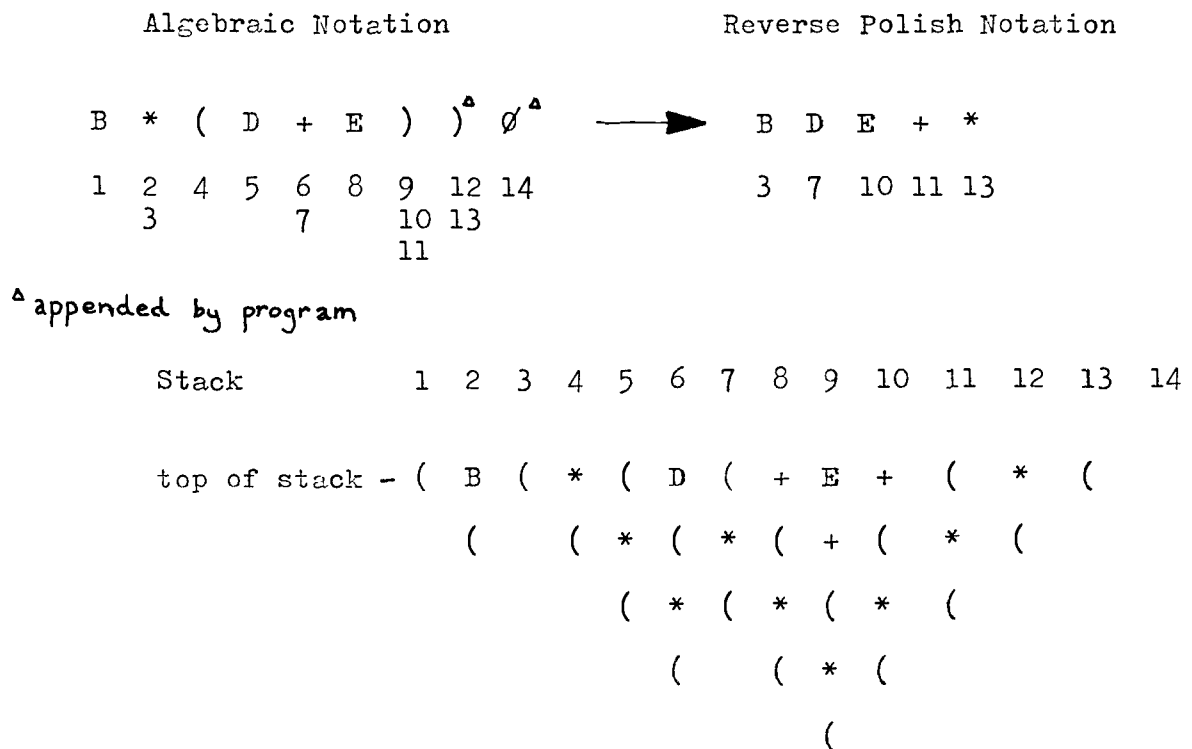 Algebraic Notation Reverse Polish Notation
B * ( D + E ) )Δ ØΔ → B D E + *
1 2 4 5 6 8 9 12 14 3 7 10 11 13
3 7 10 13
11
Δ appended by program
Stack 1 2 3 4 5 6 7 8 9 10 11 12 13 14
top of stack - ( B ( * ( D ( + E + ( * (
( ( * ( * ( + ( * (
( * ( * ( * (
( ( * (
(